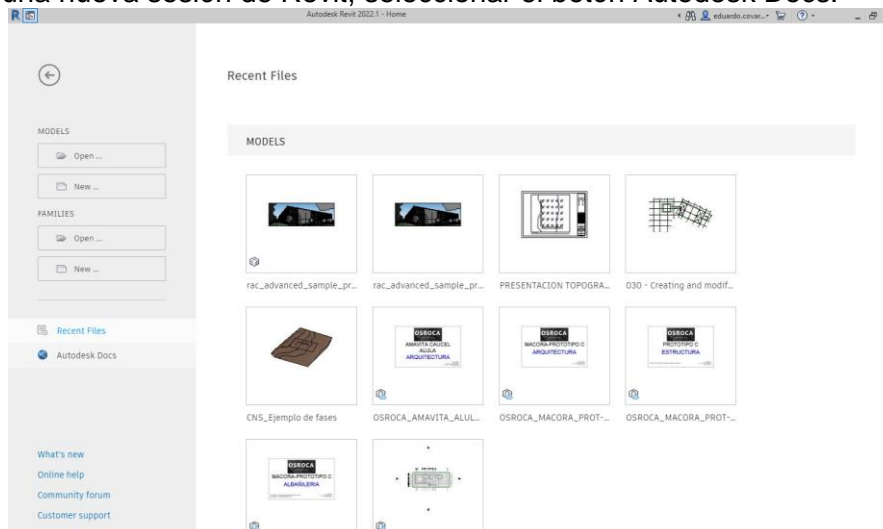 una nueva sesión de Revit, seleccionar el botón Autodesk Docs.
R
Autodesk Revit 2022.1 - Home
eduardo.covar...
Recent Files
MODELS
Open ...
New ...
FAMILIES
Open ...
New ...
Recent Files
Autodesk Docs
What's new
Online help
Community forum
Customer support
MODELS
rac_advanced_sample_pr... rac_advanced_sample_pr... PRESENTACION TOPOGRA... 030 - Creating and modif...
OSROCA
AMAVITA CAUCEL
ALULA
ARQUITECTURA
OSROCA
MACORA-PROTOTIPO C
ARQUITECTURA
OSROCA
PROTOTIPO C
ESTRUCTURA
CNS_Ejemplo de fases OSROCA_AMAVITA_ALUL... OSROCA_MACORA_PROT-... OSROCA_MACORA_PROT-...
OSROCA
MACORA-PROTOTIPO C
ALBAÑILERIA